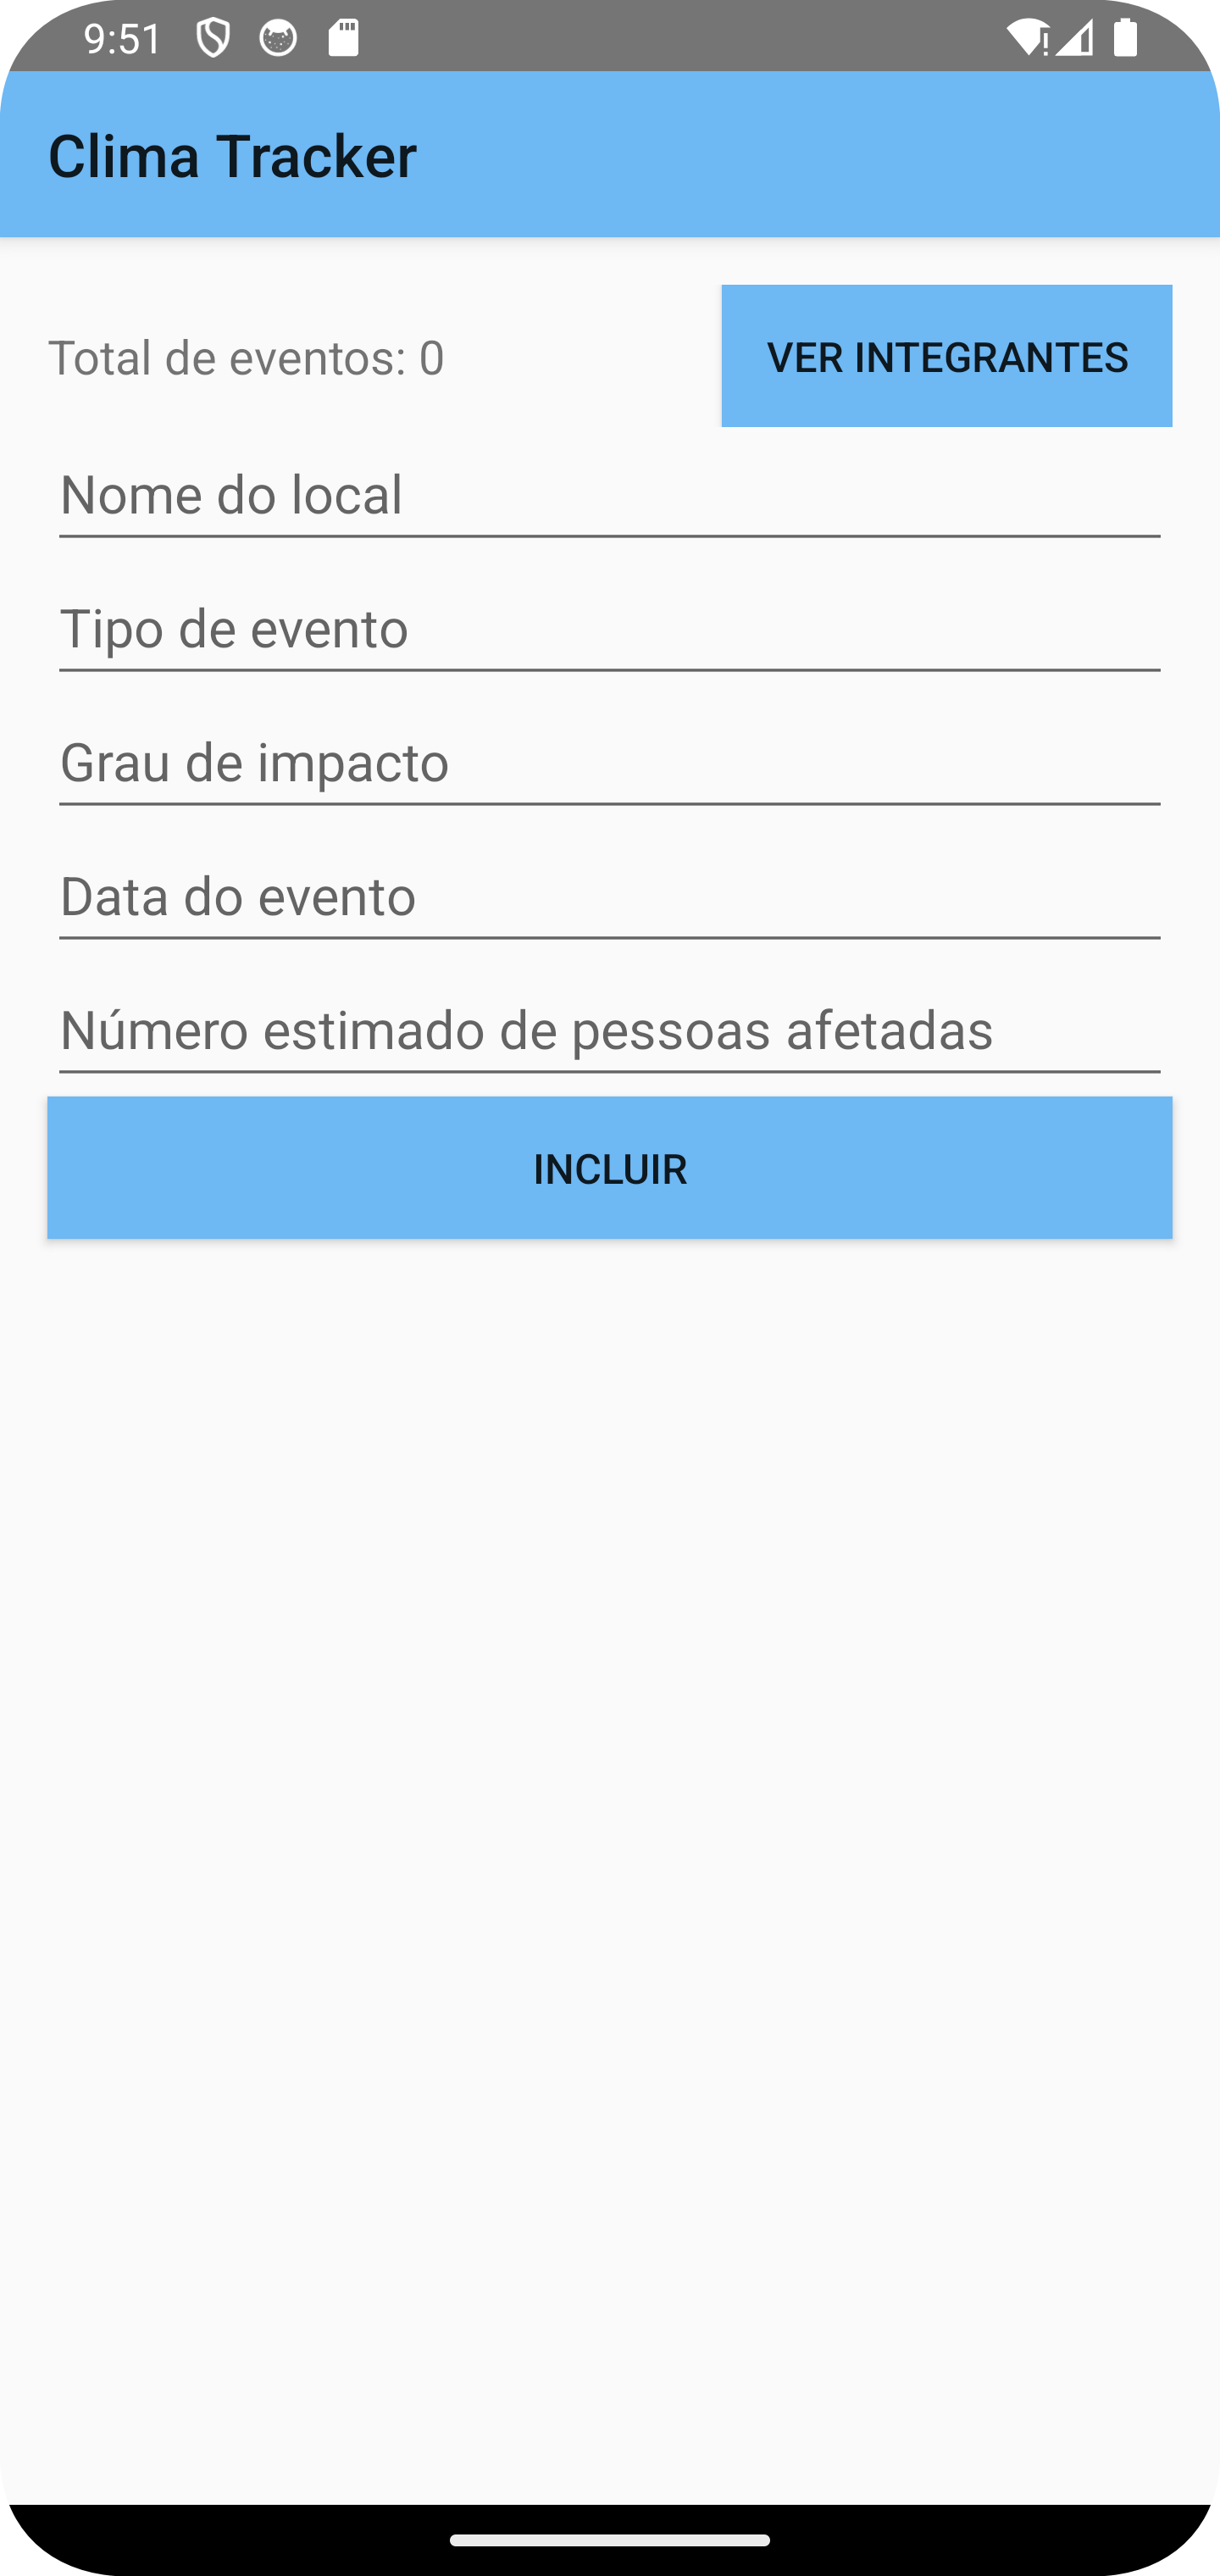 9:51
Clima Tracker
Total de eventos: 0
VER INTEGRANTES
Nome do local
Tipo de evento
Grau de impacto
Data do evento
Número estimado de pessoas afetadas
INCLUIR